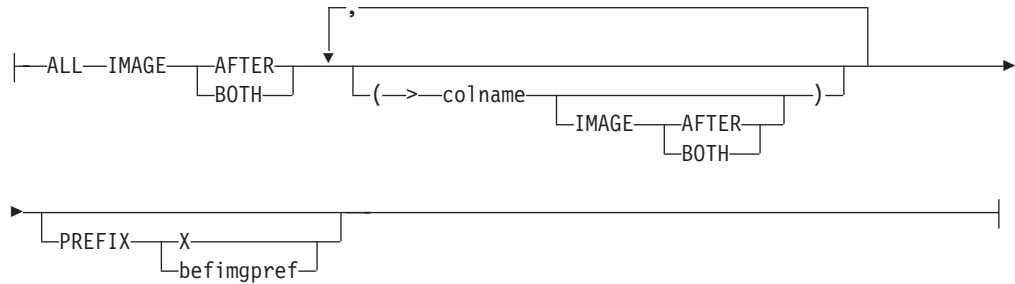 ,
ALL IMAGE AFTER
BOTH
( > colname )
IMAGE AFTER
BOTH
PREFIX X
befimgpref